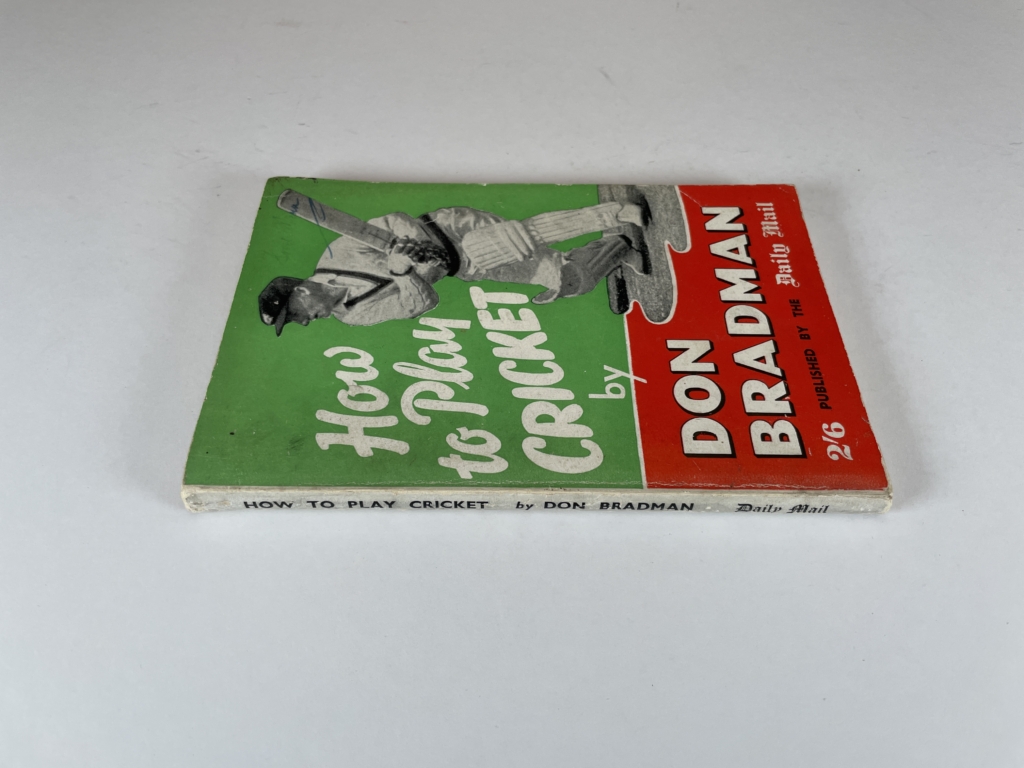 How
to Play
CRICKET
by
DON
BRADMAN
2/6 PUBLISHED BY THE Daily Mail
HOW TO PLAY CRICKET by DON BRADMAN Daily Mail